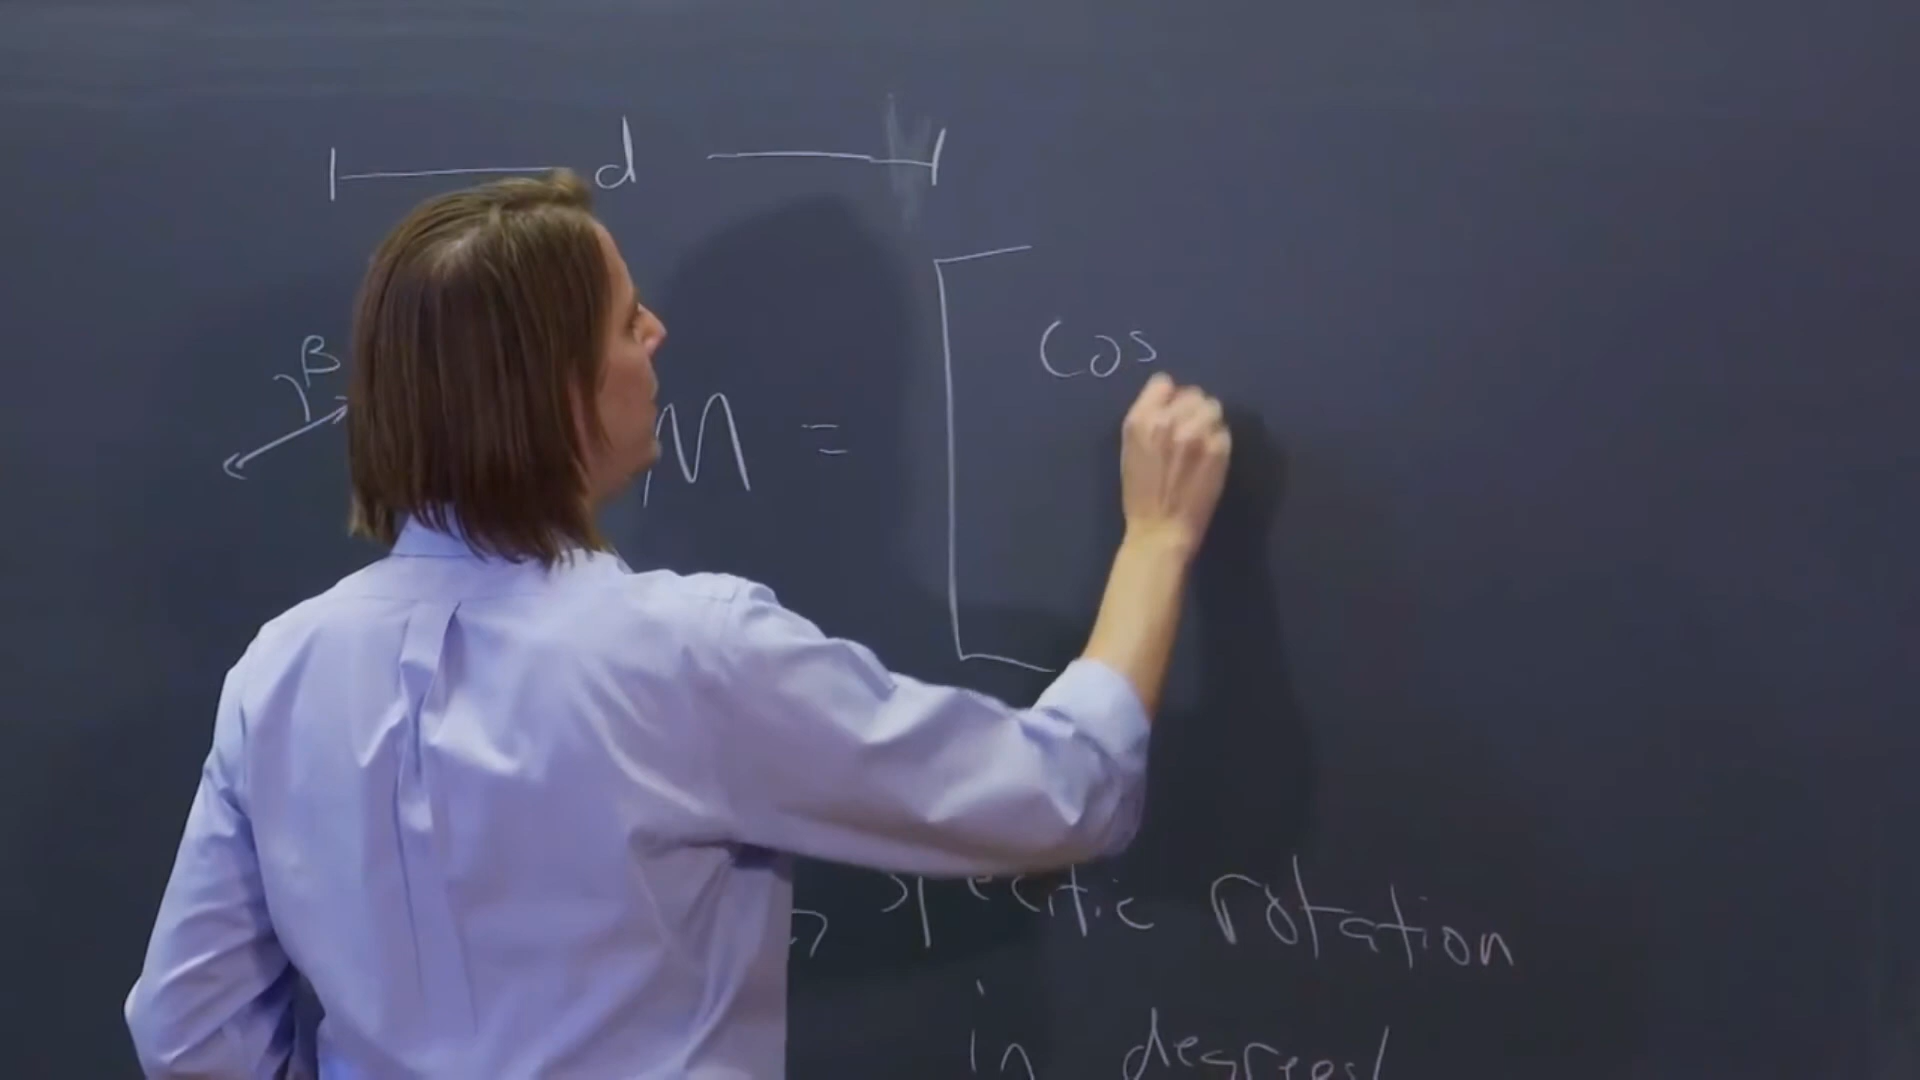 d
β
M = [ Cos
specific rotation
in degrees/